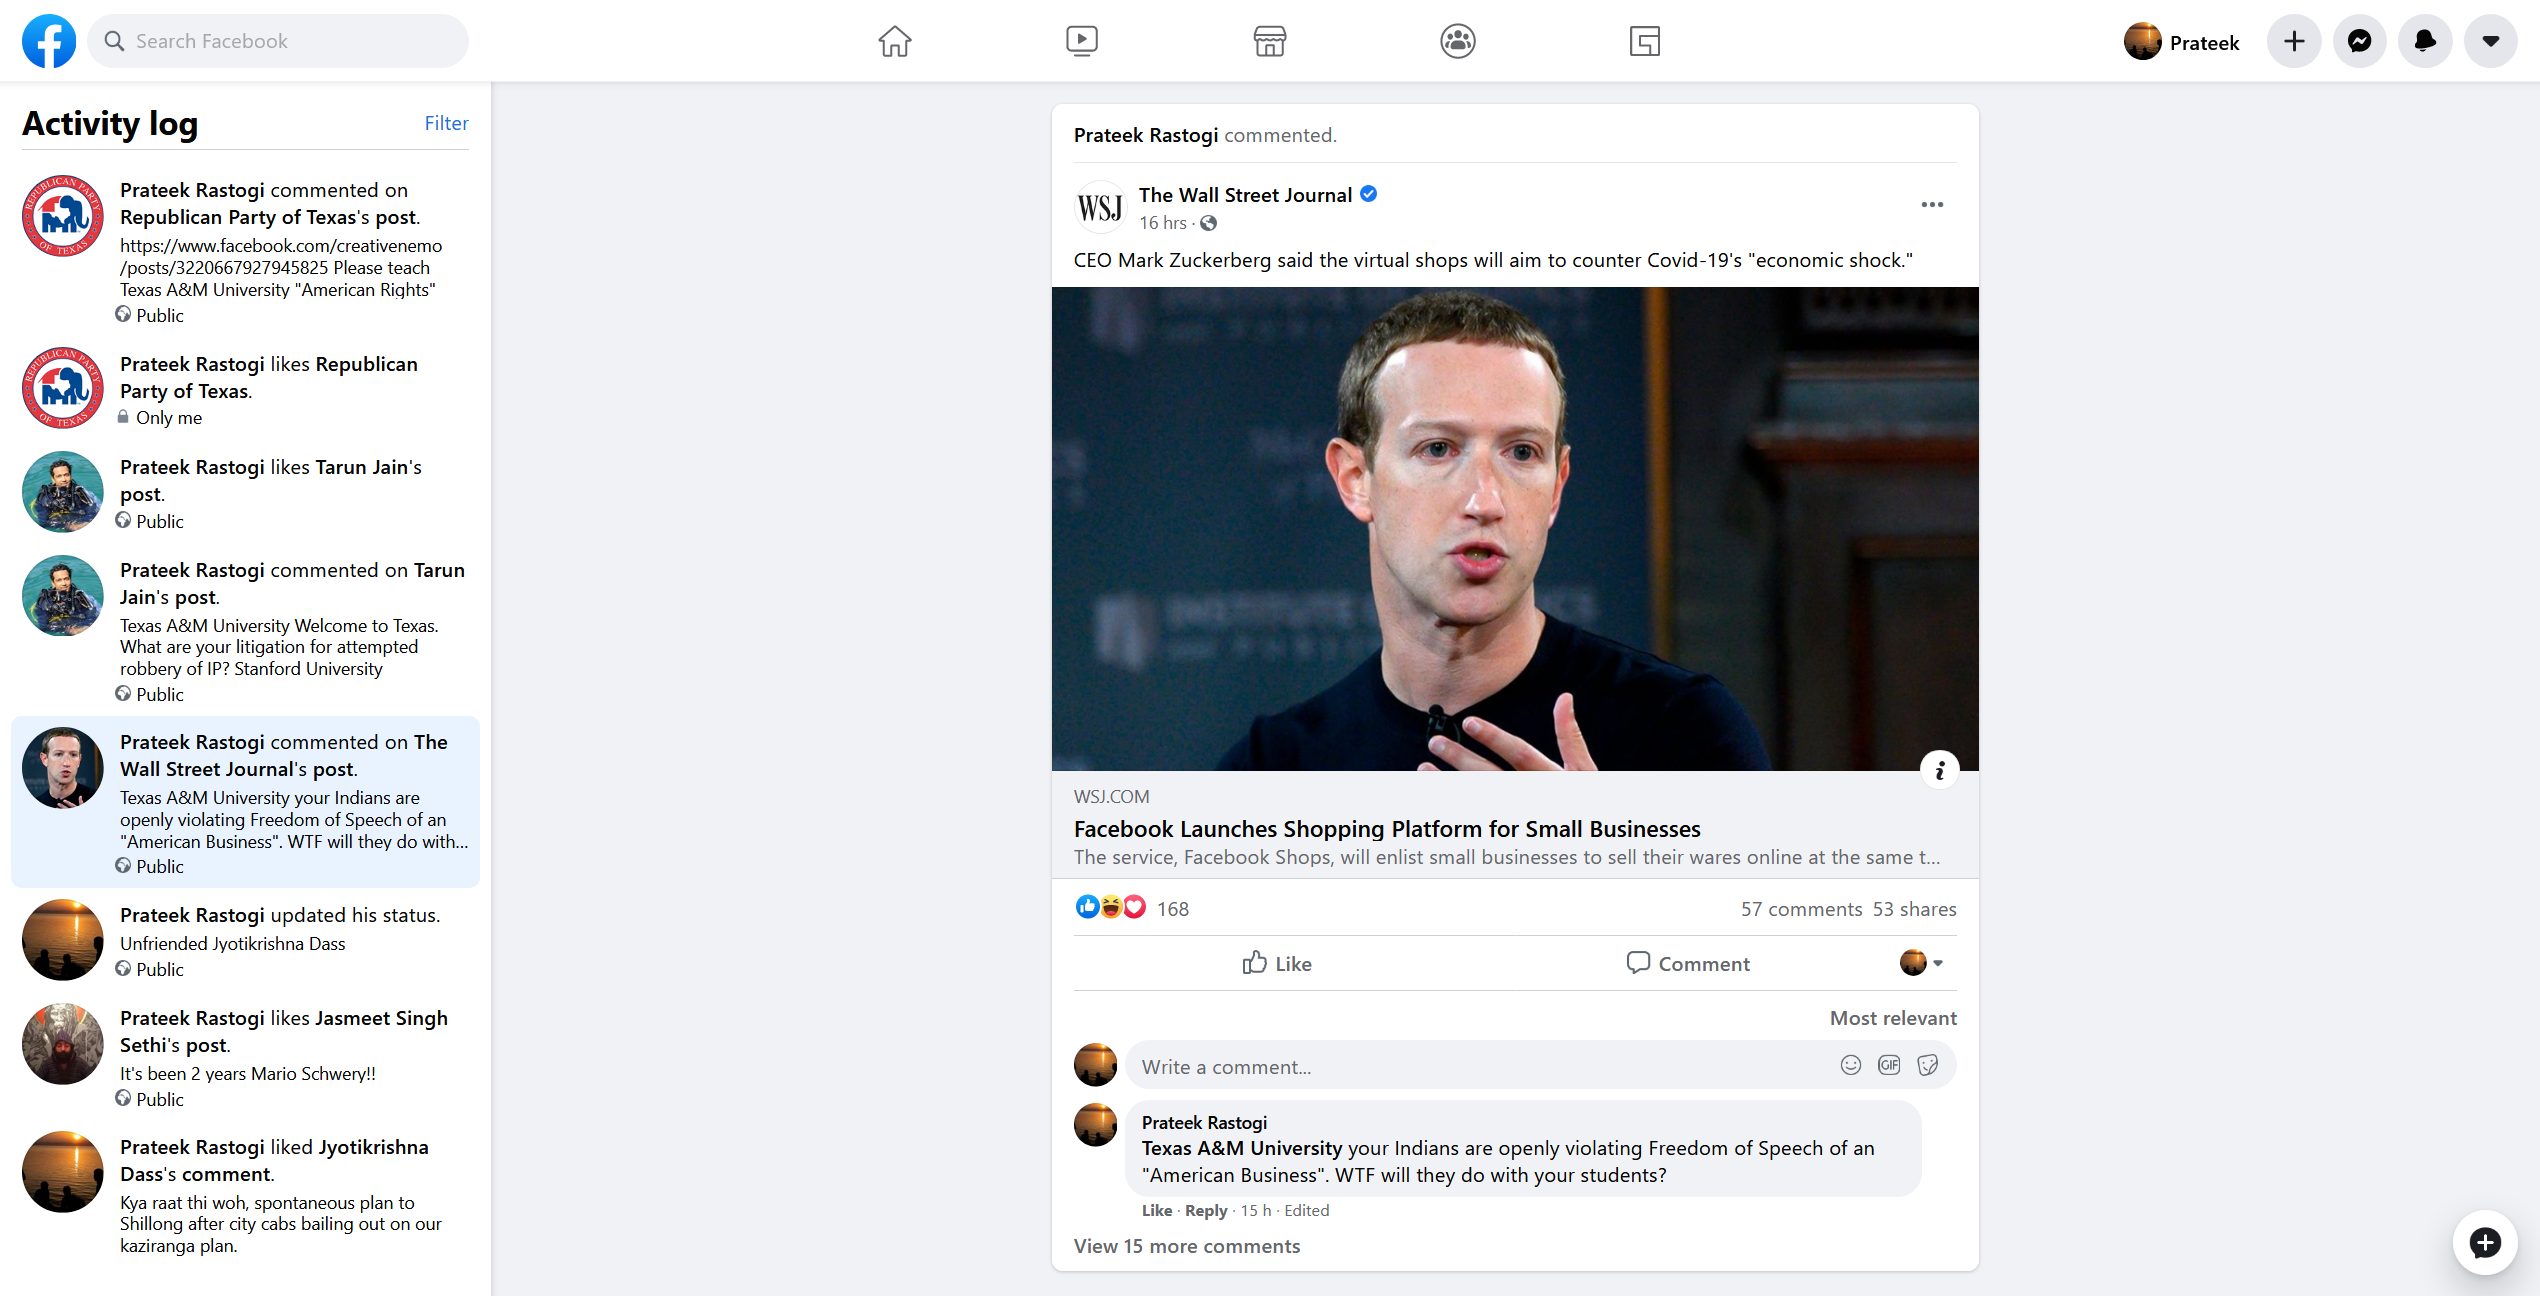 Search Facebook
Prateek
Activity log
Filter
Prateek Rastogi commented on
Republican Party of Texas's post.
https://www.facebook.com/creativenemo
/posts/3220667927945825 Please teach
Texas A&M University "American Rights"
Public
Prateek Rastogi likes Republican
Party of Texas.
Only me
Prateek Rastogi likes Tarun Jain's
post.
Public
Prateek Rastogi commented on Tarun
Jain's post.
Texas A&M University Welcome to Texas.
What are your litigation for attempted
robbery of IP? Stanford University
Public
Prateek Rastogi commented on The
Wall Street Journal's post.
Texas A&M University your Indians are
openly violating Freedom of Speech of an
"American Business". WTF will they do with...
Public
Prateek Rastogi updated his status.
Unfriended Jyotikrishna Dass
Public
Prateek Rastogi likes Jasmeet Singh
Sethi's post.
It's been 2 years Mario Schwery!!
Public
Prateek Rastogi liked Jyotikrishna
Dass's comment.
Kya raat thi woh, spontaneous plan to
Shillong after city cabs bailing out on our
kaziranga plan.
Prateek Rastogi commented.
WSJ
The Wall Street Journal
16 hrs ·
CEO Mark Zuckerberg said the virtual shops will aim to counter Covid-19's "economic shock."
WSJ.COM
Facebook Launches Shopping Platform for Small Businesses
The service, Facebook Shops, will enlist small businesses to sell their wares online at the same t...
168
57 comments 53 shares
Like
Comment
Most relevant
Write a comment...
GIF
Prateek Rastogi
Texas A&M University your Indians are openly violating Freedom of Speech of an
"American Business". WTF will they do with your students?
Like · Reply · 15 h · Edited
View 15 more comments